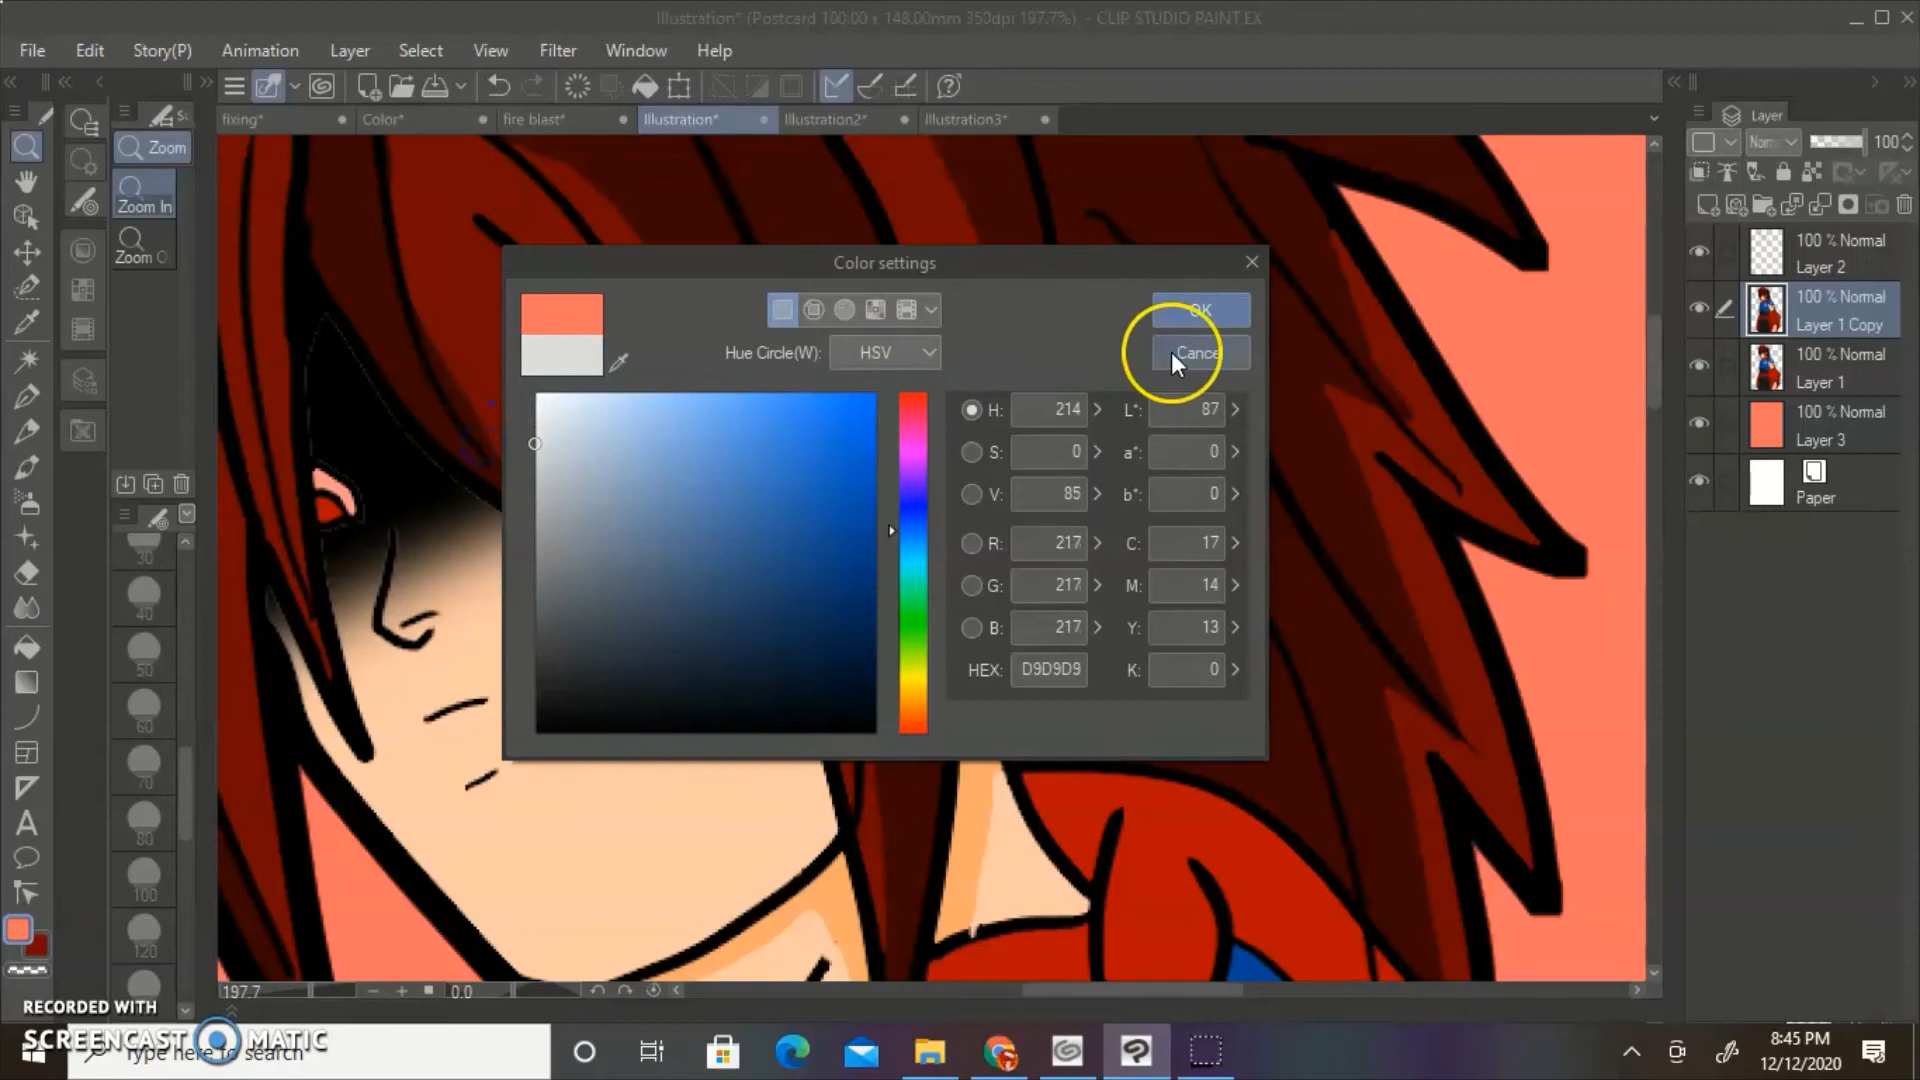 Illustration* (Postcard 100.00 x 148.00mm 350dpi 197.7%) - CLIP STUDIO PAINT EX
File Edit Story(P) Animation Layer Select View Filter Window Help
fixing* Color* fire blast* Illustration* Illustration2* Illustration3*
Layer
Zoom
Zoom In
Zoom O
30
40
50
60
70
80
100
120
100
100 % Normal
Layer 2
100 % Normal
Layer 1 Copy
100 % Normal
Layer 1
100 % Normal
Layer 3
Paper
Color settings
OK
Hue Circle(W): HSV
Cance
H: 214 L*: 87
S: 0 a*: 0
V: 85 b*: 0
R: 217 C: 17
G: 217 M: 14
B: 217 Y: 13
HEX: D9D9D9 K: 0
197.7 0.0
RECORDED WITH
SCREENCAST MATIC
Type here to search
8:45 PM
12/12/2020